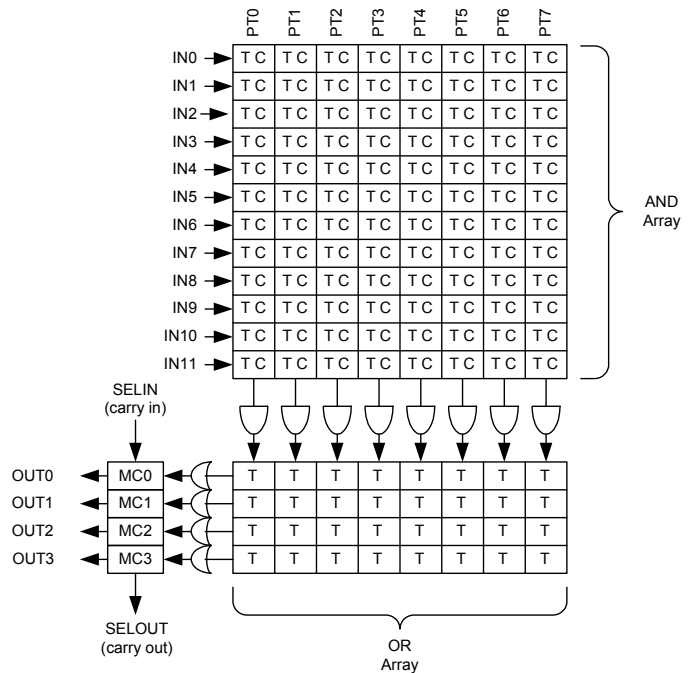 PT0 PT1 PT2 PT3 PT4 PT5 PT6 PT7
IN0 T C T C T C T C T C T C T C T C
IN1 T C T C T C T C T C T C T C T C
IN2 T C T C T C T C T C T C T C T C
IN3 T C T C T C T C T C T C T C T C
IN4 T C T C T C T C T C T C T C T C
IN5 T C T C T C T C T C T C T C T C
IN6 T C T C T C T C T C T C T C T C
IN7 T C T C T C T C T C T C T C T C
IN8 T C T C T C T C T C T C T C T C
IN9 T C T C T C T C T C T C T C T C
IN10 T C T C T C T C T C T C T C T C
IN11 T C T C T C T C T C T C T C T C
AND
Array
SELIN
(carry in)
OUT0 MC0 T T T T T T T T
OUT1 MC1 T T T T T T T T
OUT2 MC2 T T T T T T T T
OUT3 MC3 T T T T T T T T
SELOUT
(carry out)
OR
Array